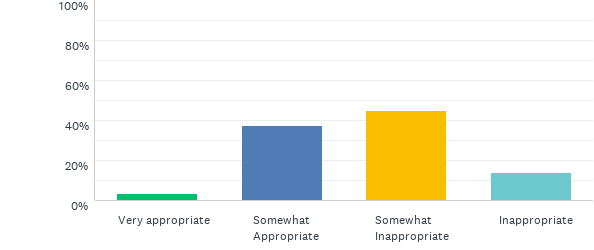 100%
80%
60%
40%
20%
0%
Very appropriate
Somewhat
Appropriate
Somewhat
Inappropriate
Inappropriate